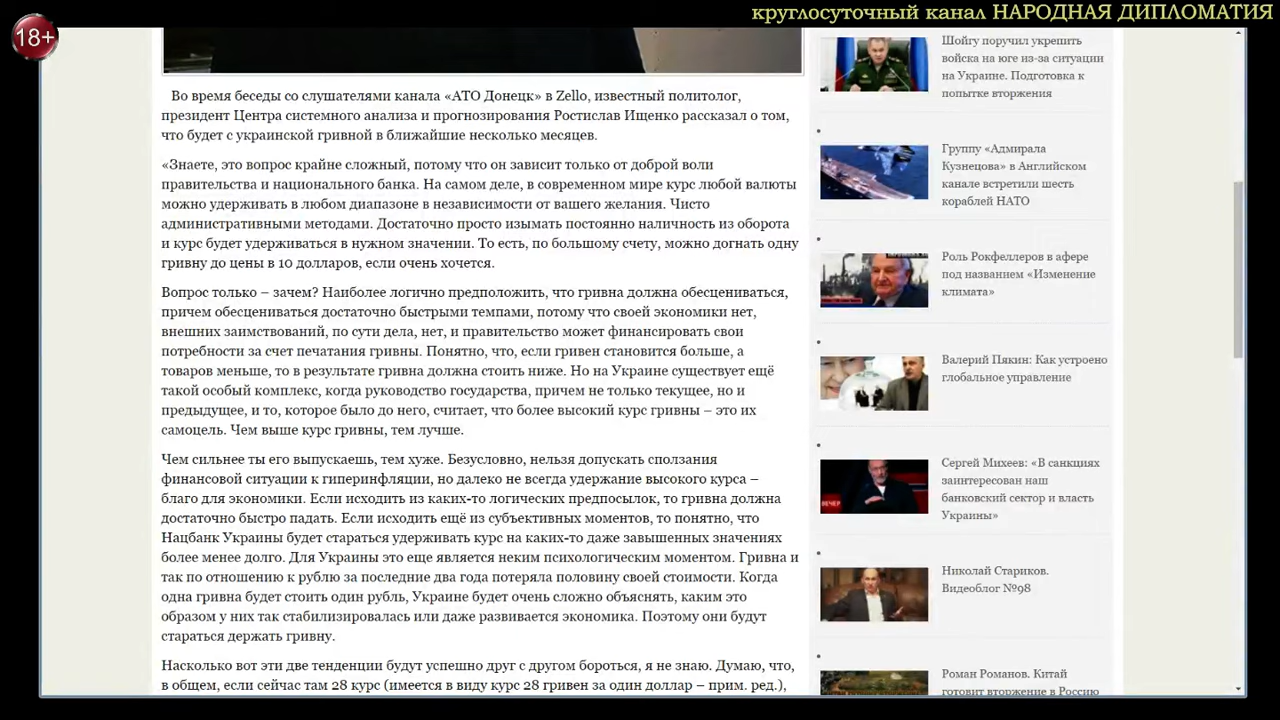 круглосуточный канал НАРОДНАЯ ДИПЛОМАТИЯ
18+
Во время беседы со слушателями канала «АТО Донецк» в Zello, известный политолог,
президент Центра системного анализа и прогнозирования Ростислав Ищенко рассказал о том,
что будет с украинской гривной в ближайшие несколько месяцев.
«Знаете, это вопрос крайне сложный, потому что он зависит только от доброй воли
правительства и национального банка. На самом деле, в современном мире курс любой валюты
можно удерживать в любом диапазоне в независимости от вашего желания. Чисто
административными методами. Достаточно просто изымать постоянно наличность из оборота
и курс будет удерживаться в нужном значении. То есть, по большому счету, можно догнать одну
гривну до цены в 10 долларов, если очень хочется.
Вопрос только – зачем? Наиболее логично предположить, что гривна должна обесцениваться,
причем обесцениваться достаточно быстрыми темпами, потому что своей экономики нет,
внешних заимствований, по сути дела, нет, и правительство может финансировать свои
потребности за счет печатания гривны. Понятно, что, если гривен становится больше, а
товаров меньше, то в результате гривна должна стоить ниже. Но на Украине существует ещё
такой особый комплекс, когда руководство государства, причем не только текущее, но и
предыдущее, и то, которое было до него, считает, что более высокий курс гривны – это их
самоцель. Чем выше курс гривны, тем лучше.
Чем сильнее ты его выпускаешь, тем хуже. Безусловно, нельзя допускать сползания
финансовой ситуации к гиперинфляции, но далеко не всегда удержание высокого курса –
благо для экономики. Если исходить из каких-то логических предпосылок, то гривна должна
достаточно быстро падать. Если исходить ещё из субъективных моментов, то понятно, что
Нацбанк Украины будет стараться удерживать курс на каких-то даже завышенных значениях
более менее долго. Для Украины это еще является неким психологическим моментом. Гривна и
так по отношению к рублю за последние два года потеряла половину своей стоимости. Когда
одна гривна будет стоить один рубль, Украине будет очень сложно объяснять, каким это
образом у них так стабилизировалась или даже развивается экономика. Поэтому они будут
стараться держать гривну.
Насколько вот эти две тенденции будут успешно друг с другом бороться, я не знаю. Думаю, что,
в общем, если сейчас там 28 курс (имеется в виду курс 28 гривен за один доллар – прим. ред.),
Шойгу поручил укрепить
войска на юге из-за ситуации
на Украине. Подготовка к
попытке вторжения
Группу «Адмирала
Кузнецова» в Английском
канале встретили шесть
кораблей НАТО
Роль Рокфеллеров в афере
под названием «Изменение
климата»
Валерий Пякин: Как устроено
глобальное управление
Сергей Михеев: «В санкциях
заинтересован наш
банковский сектор и власть
Украины»
Николай Стариков.
Видеоблог №98
Роман Романов. Китай
готовит вторжение в Россию